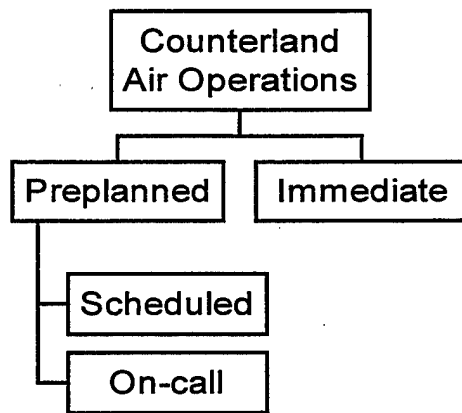 Counterland
Air Operations
Preplanned
Immediate
Scheduled
On-call